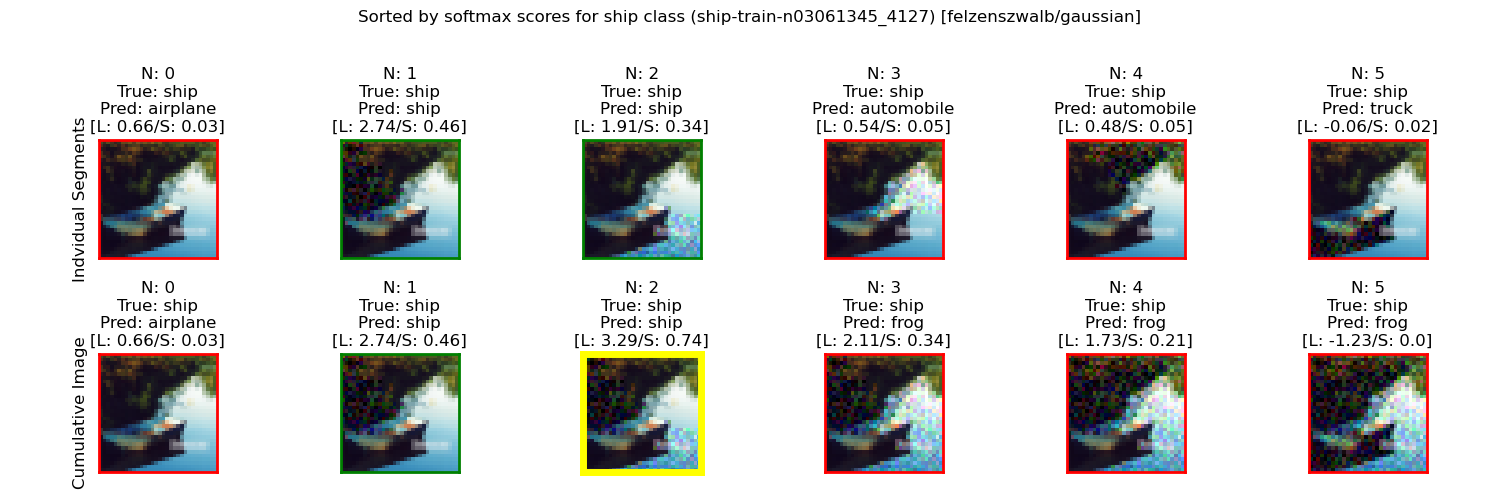 Sorted by softmax scores for ship class (ship-train-n03061345_4127) [felzenszwalb/gaussian]
Indvidual Segments
N: 0
True: ship
Pred: airplane
[L: 0.66/S: 0.03]
N: 1
True: ship
Pred: ship
[L: 2.74/S: 0.46]
N: 2
True: ship
Pred: ship
[L: 1.91/S: 0.34]
N: 3
True: ship
Pred: automobile
[L: 0.54/S: 0.05]
N: 4
True: ship
Pred: automobile
[L: 0.48/S: 0.05]
N: 5
True: ship
Pred: truck
[L: -0.06/S: 0.02]
Cumulative Image
N: 0
True: ship
Pred: airplane
[L: 0.66/S: 0.03]
N: 1
True: ship
Pred: ship
[L: 2.74/S: 0.46]
N: 2
True: ship
Pred: ship
[L: 3.29/S: 0.74]
N: 3
True: ship
Pred: frog
[L: 2.11/S: 0.34]
N: 4
True: ship
Pred: frog
[L: 1.73/S: 0.21]
N: 5
True: ship
Pred: frog
[L: -1.23/S: 0.0]